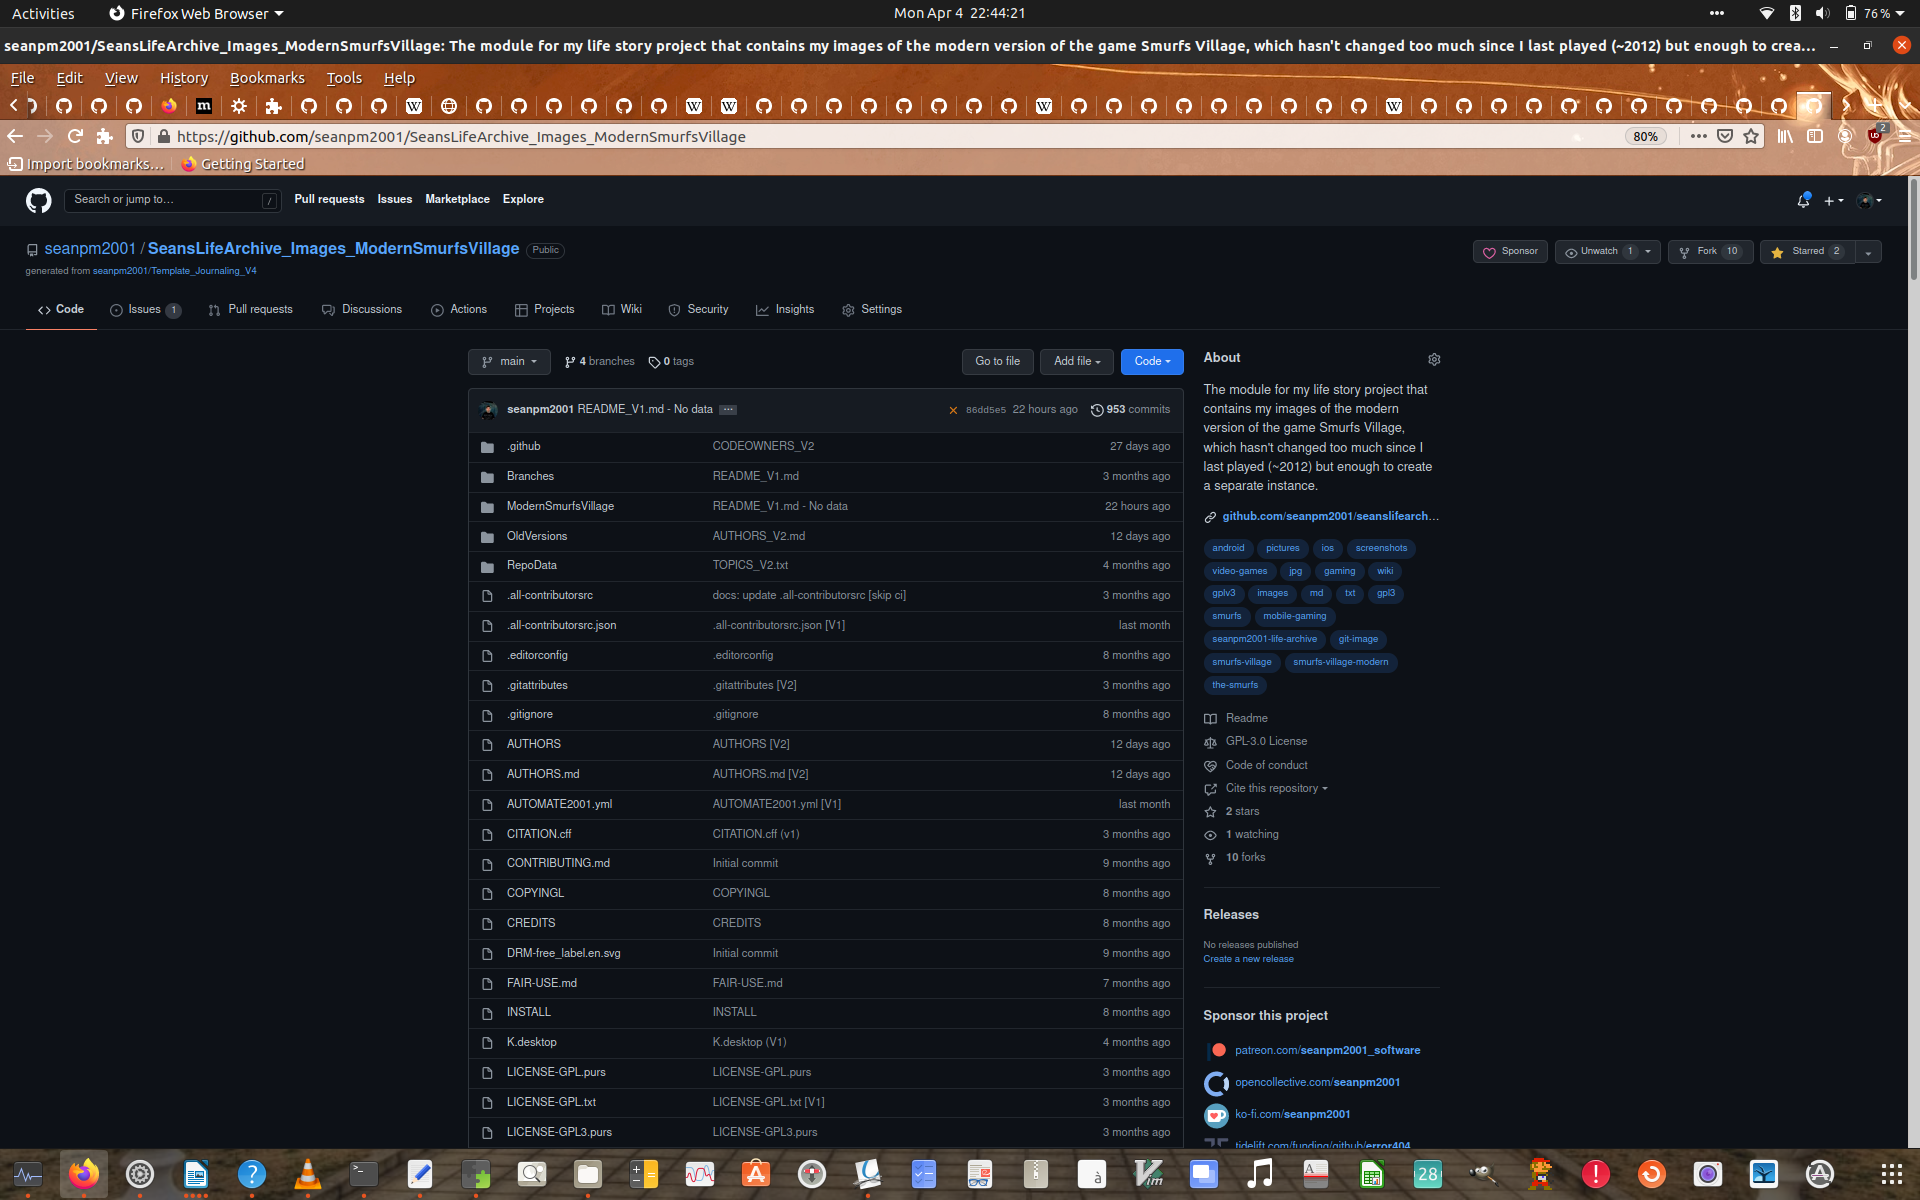 Activities Firefox Web Browser Mon Apr 4 22:44:21 76 %
seanpm2001/SeansLifeArchive_Images_ModernSmurfsVillage: The module for my life story project that contains my images of the modern version of the game Smurfs Village, which hasn't changed too much since I last played (~2012) but enough to crea…
File Edit View History Bookmarks Tools Help
https://github.com/seanpm2001/SeansLifeArchive_Images_ModernSmurfsVillage 80% 2
Import bookmarks… Getting Started
Search or jump to… / Pull requests Issues Marketplace Explore
seanpm2001 / SeansLifeArchive_Images_ModernSmurfsVillage Public Sponsor Unwatch 1 Fork 10 Starred 2
generated from seanpm2001/Template_Journaling_V4
Code Issues 1 Pull requests Discussions Actions Projects Wiki Security Insights Settings
main 4 branches 0 tags Go to file Add file Code
seanpm2001 README_V1.md - No data ··· 86dd5e5 22 hours ago 953 commits
.github CODEOWNERS_V2 27 days ago
Branches README_V1.md 3 months ago
ModernSmurfsVillage README_V1.md - No data 22 hours ago
OldVersions AUTHORS_V2.md 12 days ago
RepoData TOPICS_V2.txt 4 months ago
.all-contributorsrc docs: update .all-contributorsrc [skip ci] 3 months ago
.all-contributorsrc.json .all-contributorsrc.json [V1] last month
.editorconfig .editorconfig 8 months ago
.gitattributes .gitattributes [V2] 3 months ago
.gitignore .gitignore 8 months ago
AUTHORS AUTHORS [V2] 12 days ago
AUTHORS.md AUTHORS.md [V2] 12 days ago
AUTOMATE2001.yml AUTOMATE2001.yml [V1] last month
CITATION.cff CITATION.cff (v1) 3 months ago
CONTRIBUTING.md Initial commit 9 months ago
COPYINGL COPYINGL 8 months ago
CREDITS CREDITS 8 months ago
DRM-free_label.en.svg Initial commit 9 months ago
FAIR-USE.md FAIR-USE.md 7 months ago
INSTALL INSTALL 8 months ago
K.desktop K.desktop (V1) 4 months ago
LICENSE-GPL.purs LICENSE-GPL.purs 3 months ago
LICENSE-GPL.txt LICENSE-GPL.txt [V1] 3 months ago
LICENSE-GPL3.purs LICENSE-GPL3.purs 3 months ago
About
The module for my life story project that
contains my images of the modern
version of the game Smurfs Village,
which hasn't changed too much since I
last played (~2012) but enough to create
a separate instance.
github.com/seanpm2001/seanslifearch…
android pictures ios screenshots
video-games jpg gaming wiki
gplv3 images md txt gpl3
smurfs mobile-gaming
seanpm2001-life-archive git-image
smurfs-village smurfs-village-modern
the-smurfs
Readme
GPL-3.0 License
Code of conduct
Cite this repository
2 stars
1 watching
10 forks
Releases
No releases published
Create a new release
Sponsor this project
patreon.com/seanpm2001_software
opencollective.com/seanpm2001
ko-fi.com/seanpm2001
tidelift.com/funding/github/error404
28